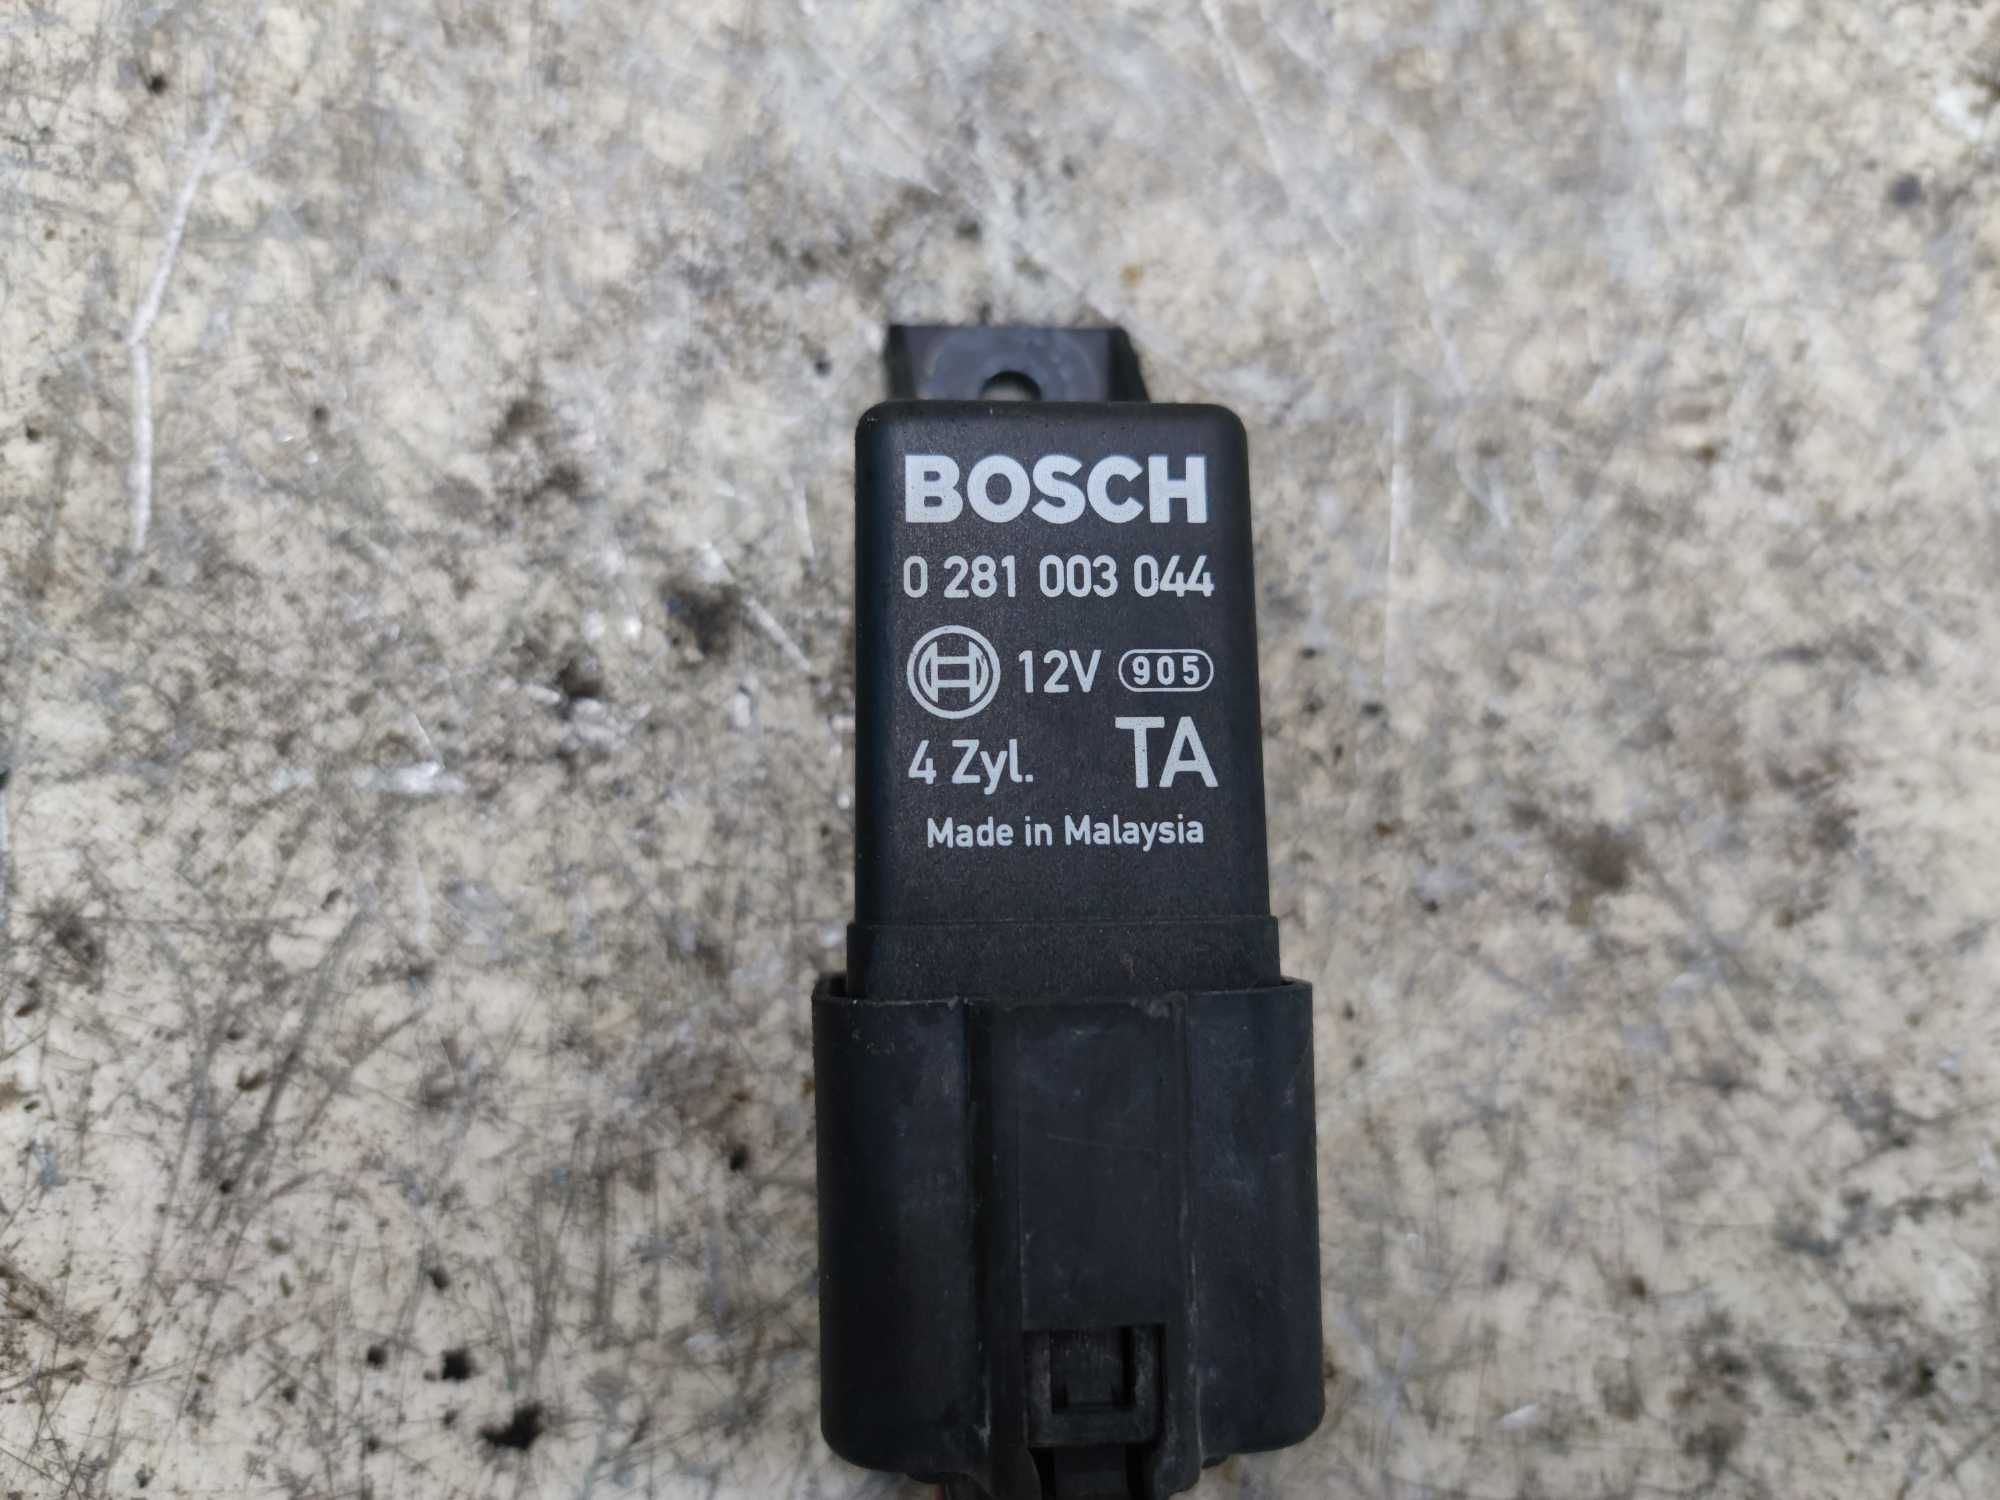 BOSCH
0 281 003 044
12V 905
4 Zyl. TA
Made in Malaysia